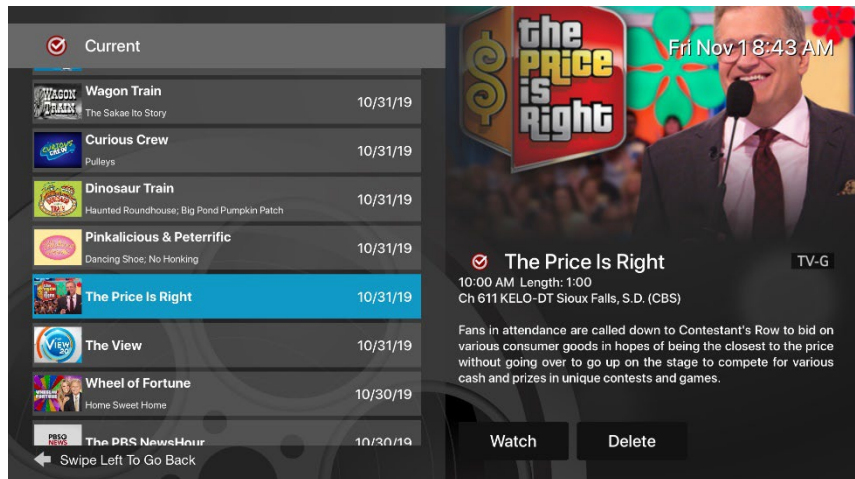 Current
Wagon Train
The Sakae Ito Story
10/31/19
Curious Crew
Pulleys
10/31/19
Dinosaur Train
Haunted Roundhouse; Big Pond Pumpkin Patch
10/31/19
Pinkalicious & Peterrific
Dancing Shoe; No Honking
10/31/19
The Price Is Right
10/31/19
The View
10/31/19
Wheel of Fortune
Home Sweet Home
10/30/19
The PBS NewsHour
10/30/19
Swipe Left To Go Back
WAGON
TRAIN
CURIOUS
CREW
VIEW
PBSO
NEWS
the
PRiCE
iS
Right
Fri Nov 1 8:43 AM
The Price Is Right
TV-G
10:00 AM Length: 1:00
Ch 611 KELO-DT Sioux Falls, S.D. (CBS)
Fans in attendance are called down to Contestant's Row to bid on
various consumer goods in hopes of being the closest to the price
without going over to go up on the stage to compete for various
cash and prizes in unique contests and games.
Watch
Delete